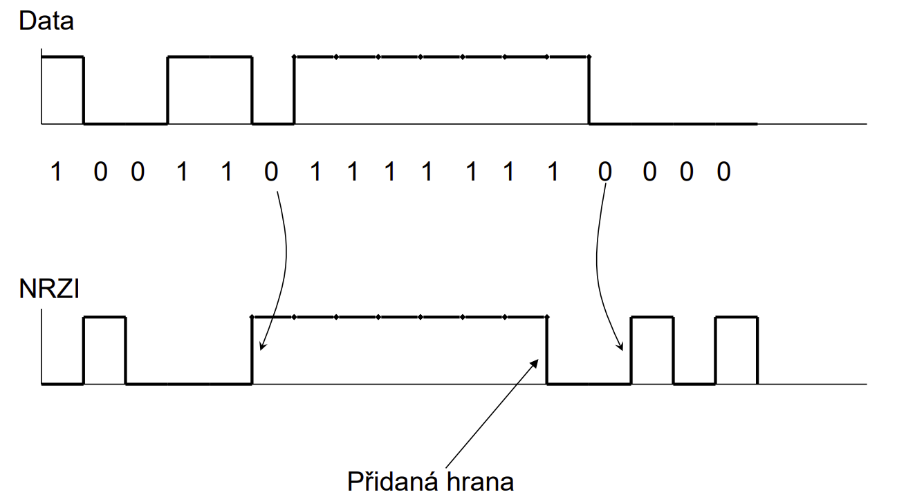 Data
1 0 0 1 1 0 1 1 1 1 1 1 1 0 0 0 0
NRZI
Přidaná hrana